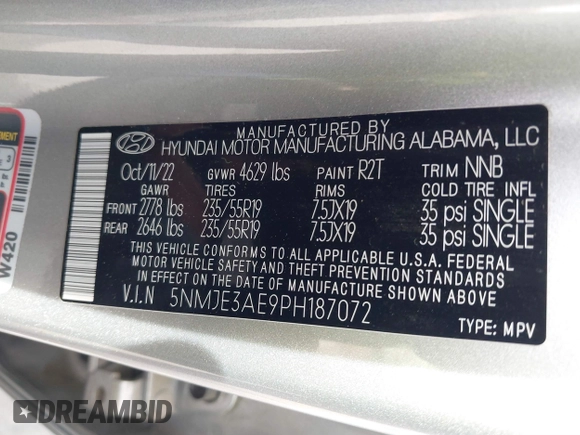 MANUFACTURED BY
HYUNDAI MOTOR MANUFACTURING ALABAMA, LLC
Oct/11/22 GVWR 4629 lbs PAINT R2T TRIM NNB
GAWR TIRES RIMS COLD TIRE INFL
FRONT 2778 lbs 235/55R19 7.5JX19 35 psi SINGLE
REAR 2646 lbs 235/55R19 7.5JX19 35 psi SINGLE
THIS VEHICLE CONFORMS TO ALL APPLICABLE U.S.A. FEDERAL
MOTOR VEHICLE SAFETY AND THEFT PREVENTION STANDARDS
IN EFFECT ON THE DATE OF MANUFACTURE SHOWN ABOVE.
V.I.N 5NMJE3AE9PH187072
TYPE: MPV
3
W420
DREAMBID